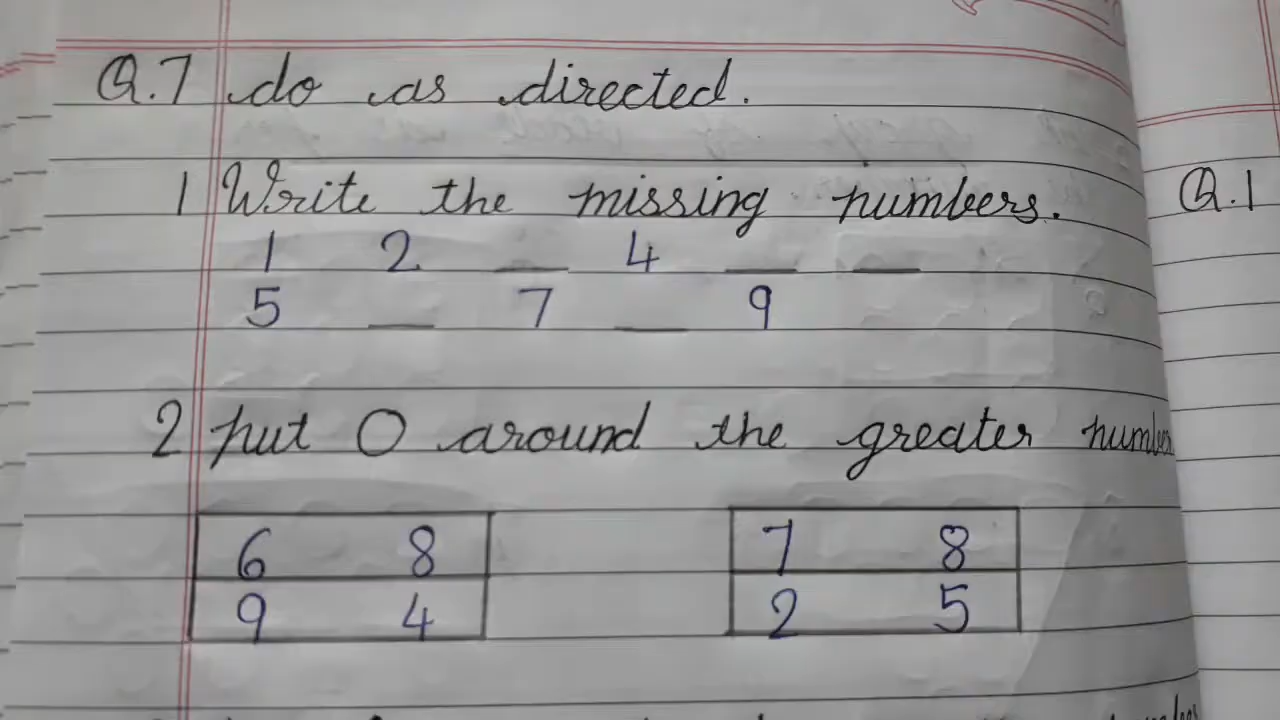 Q.7 do as directed.
1 Write the missing numbers.
1 2 __ 4 __ __
5 __ 7 __ 9
2 put O around the greater number
6 8 7 8
9 4 2 5
Q.1